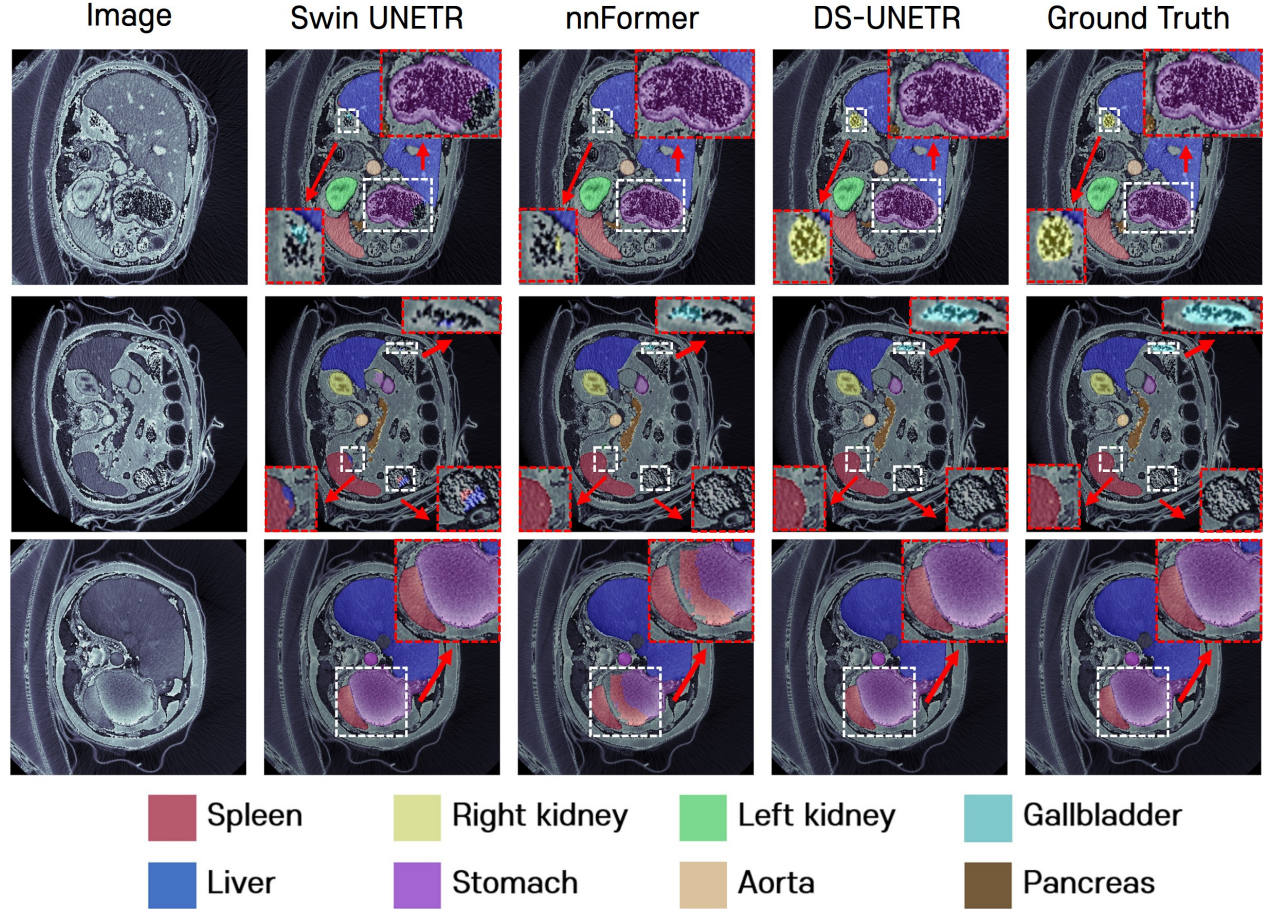 Image Swin UNETR nnFormer DS-UNETR Ground Truth
Spleen Right kidney Left kidney Gallbladder
Liver Stomach Aorta Pancreas